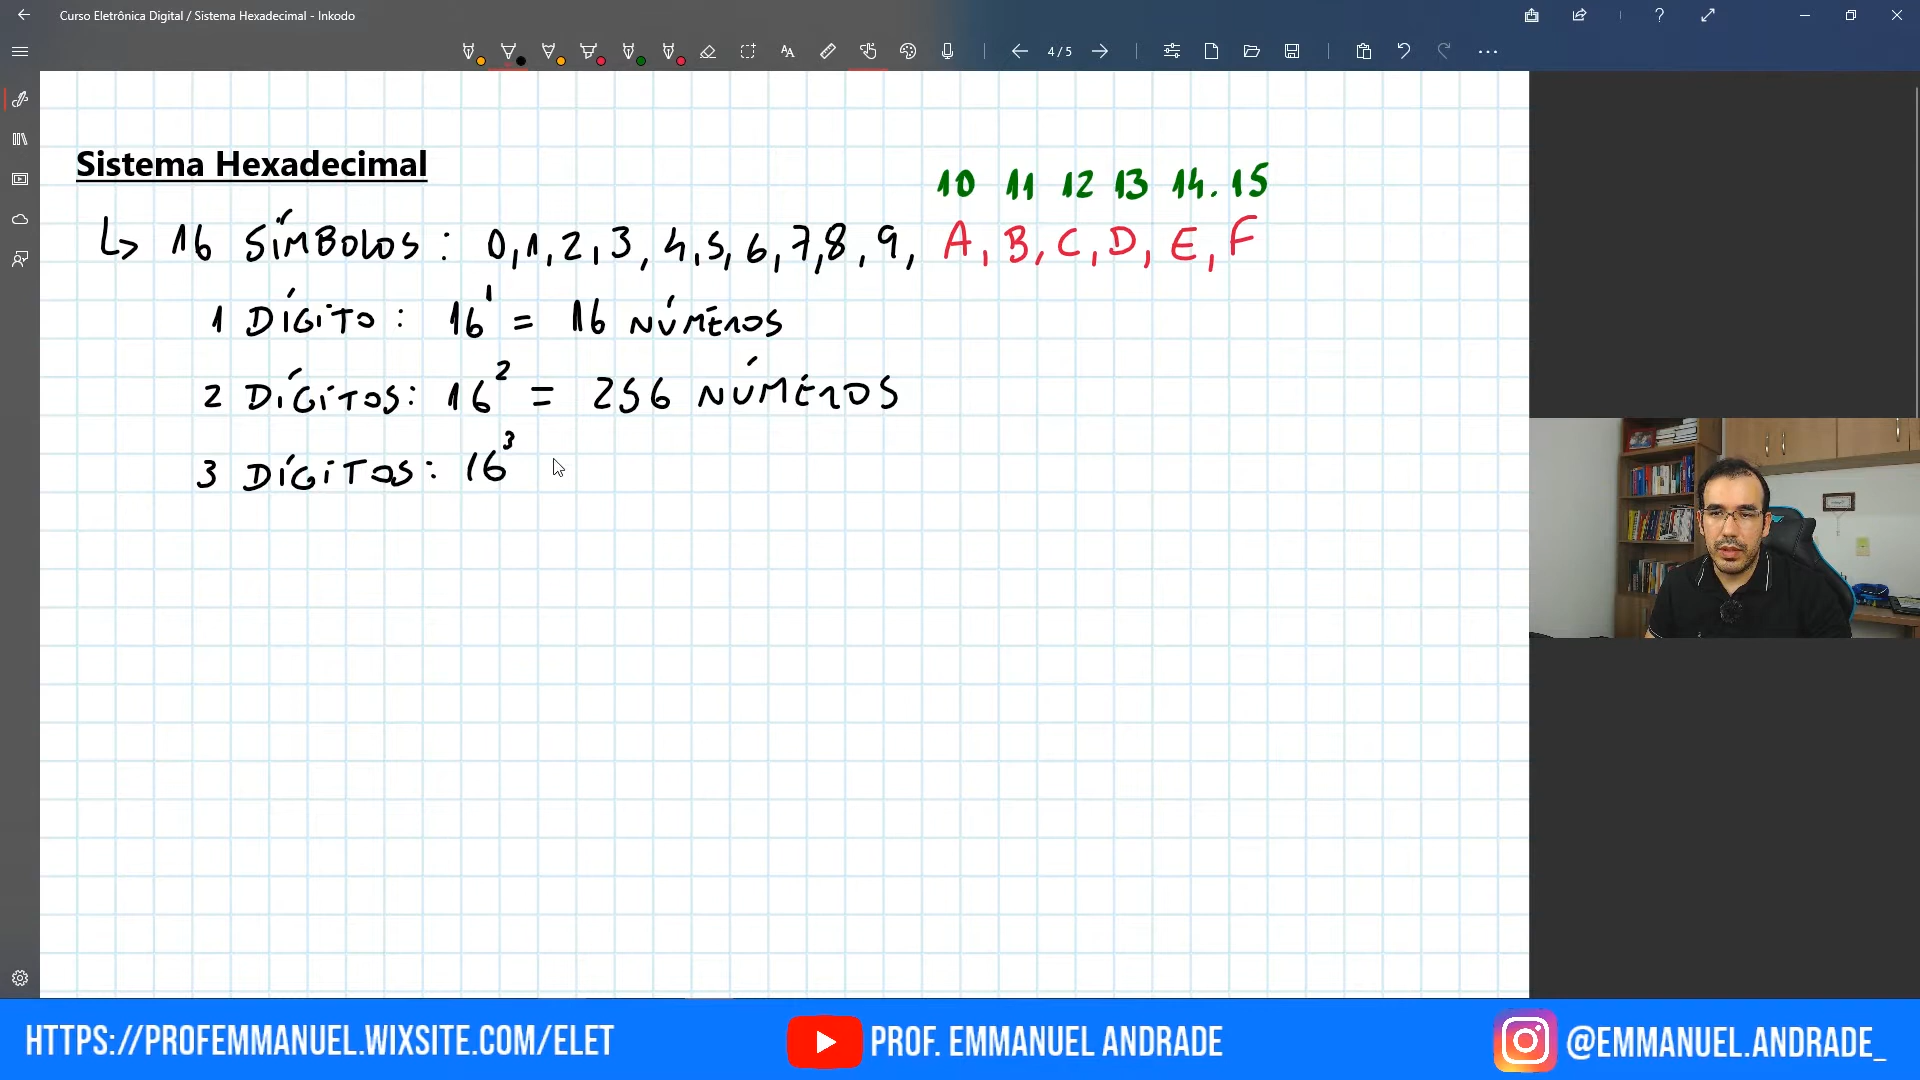 Curso Eletrônica Digital / Sistema Hexadecimal - Inkodo
4 / 5
Sistema Hexadecimal
10 11 12 13 14. 15
↳ 16 SÍMBOLOS : 0,1,2,3,4,5,6,7,8,9, A, B, C, D, E, F
1 DÍGITO : 16¹ = 16 NÚMEROS
2 DÍGITOS: 16² = 256 NÚMEROS
3 DÍGITOS: 16³
HTTPS://PROFEMMANUEL.WIXSITE.COM/ELET
PROF. EMMANUEL ANDRADE
@EMMANUEL.ANDRADE_